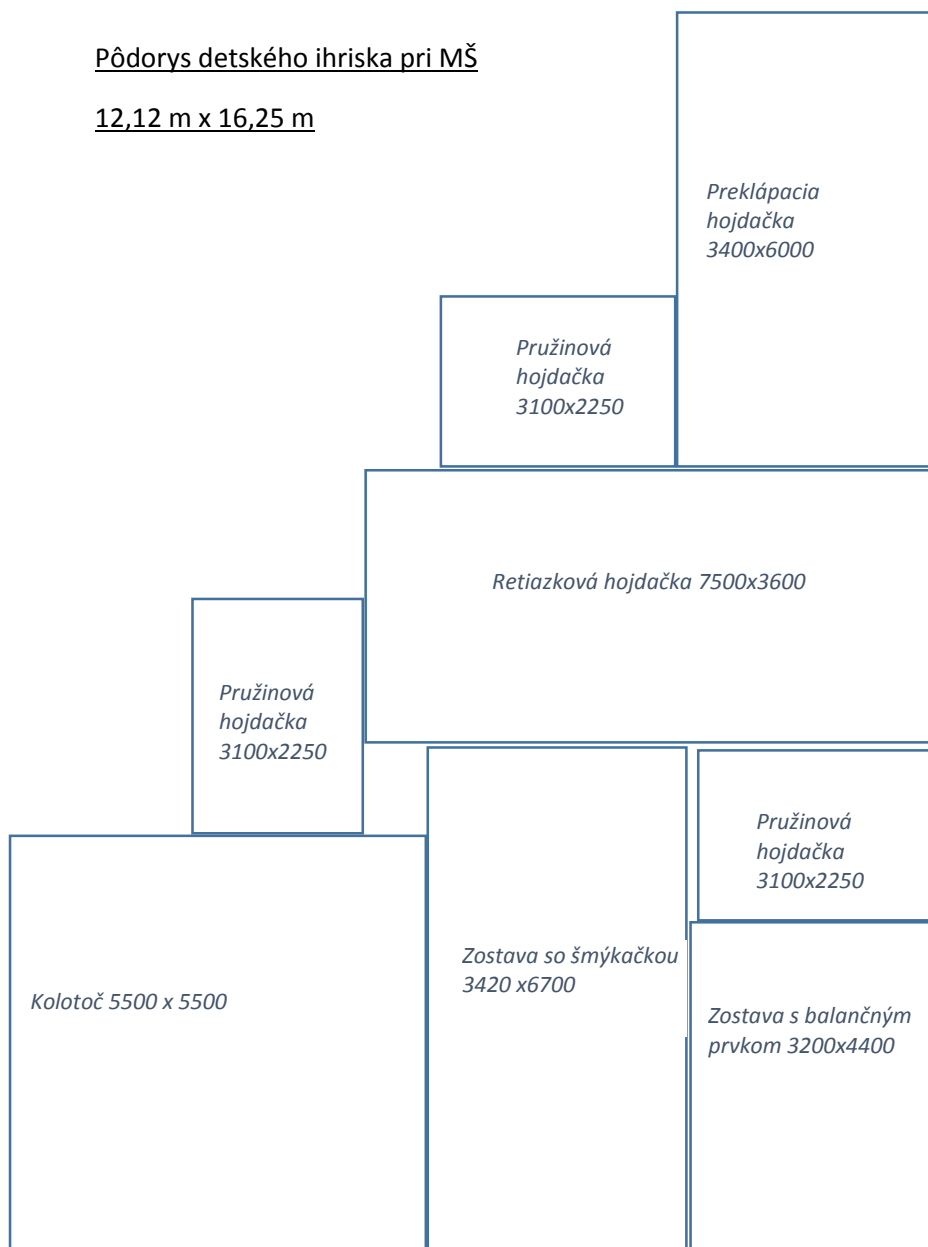 Pôdorys detského ihriska pri MŠ
12,12 m x 16,25 m
Preklápacia
hojdačka
3400x6000
Pružinová
hojdačka
3100x2250
Retiazková hojdačka 7500x3600
Pružinová
hojdačka
3100x2250
Pružinová
hojdačka
3100x2250
Zostava so šmýkačkou
3420 x6700
Kolotoč 5500 x 5500
Zostava s balančným
prvkom 3200x4400